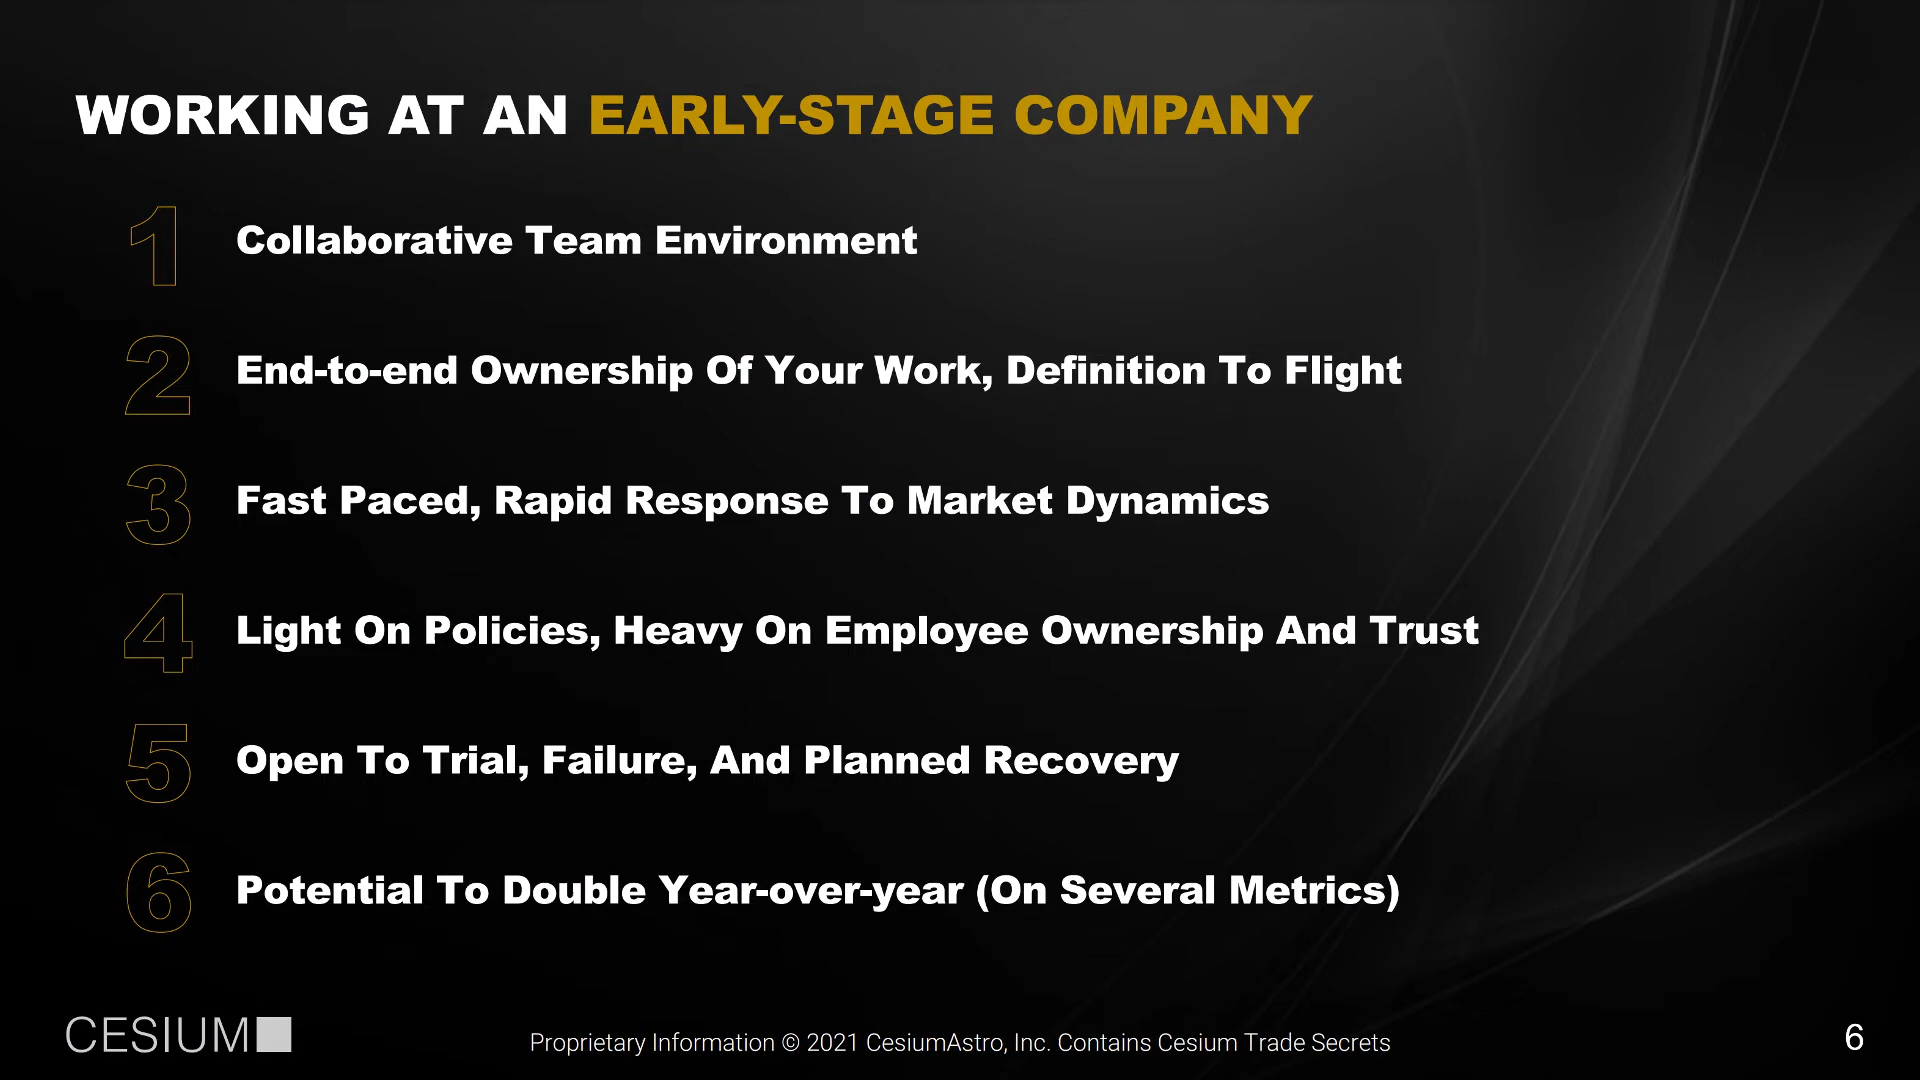 WORKING AT AN EARLY-STAGE COMPANY
1 Collaborative Team Environment
2 End-to-end Ownership Of Your Work, Definition To Flight
3 Fast Paced, Rapid Response To Market Dynamics
4 Light On Policies, Heavy On Employee Ownership And Trust
5 Open To Trial, Failure, And Planned Recovery
6 Potential To Double Year-over-year (On Several Metrics)
CESIUM
Proprietary Information © 2021 CesiumAstro, Inc. Contains Cesium Trade Secrets
6